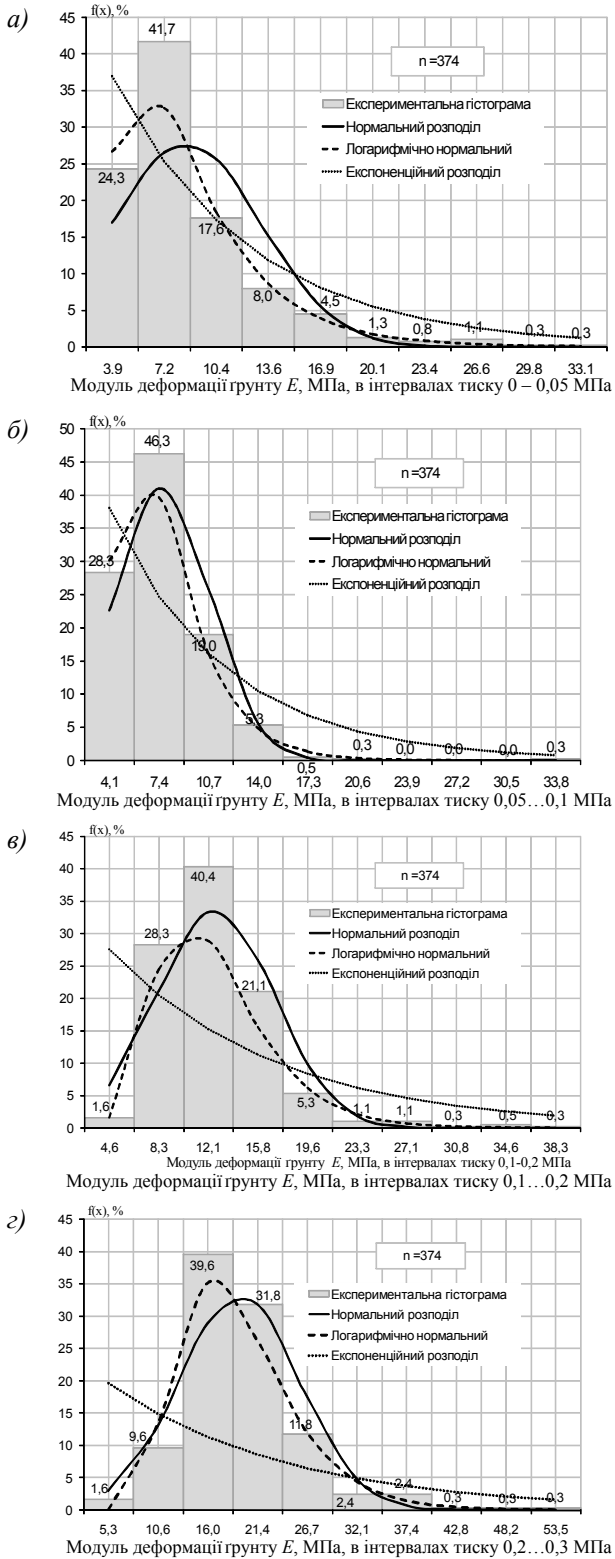 а)
f(x), %
45
40
35
30
25
20
15
10
5
0
24,3
41,7
17,6
8,0
4,5
1,3
0,8
1,1
0,3
0,3
n =374
Експериментальна гістограма
Нормальний розподіл
Логарифмічно нормальний
Експоненційний розподіл
3.9 7.2 10.4 13.6 16.9 20.1 23.4 26.6 29.8 33.1
Модуль деформації ґрунту E, МПа, в інтервалах тиску 0 – 0,05 МПа
б)
f(x), %
50
45
40
35
30
25
20
15
10
5
0
28,3
46,3
19,0
5,3
0,5
0,3
0,0
0,0
0,0
0,3
n =374
Експериментальна гістограма
Нормальний розподіл
Логарифмічно нормальний
Експоненційний розподіл
4,1 7,4 10,7 14,0 17,3 20,6 23,9 27,2 30,5 33,8
Модуль деформації ґрунту E, МПа, в інтервалах тиску 0,05…0,1 МПа
в)
f(x), %
45
40
35
30
25
20
15
10
5
0
1,6
28,3
40,4
21,1
5,3
1,1
1,1
0,3
0,5
0,3
n =374
Експериментальна гістограма
Нормальний розподіл
Логарифмічно нормальний
Експоненційний розподіл
4,6 8,3 12,1 15,8 19,6 23,3 27,1 30,8 34,6 38,3
Модуль деформації ґрунту E, МПа, в інтервалах тиску 0,1-0,2 МПа
Модуль деформації ґрунту E, МПа, в інтервалах тиску 0,1…0,2 МПа
г)
f(x), %
45
40
35
30
25
20
15
10
5
0
1,6
9,6
39,6
31,8
11,8
2,4
2,4
0,3
0,3
0,3
n =374
Експериментальна гістограма
Нормальний розподіл
Логарифмічно нормальний
Експоненційний розподіл
5,3 10,6 16,0 21,4 26,7 32,1 37,4 42,8 48,2 53,5
Модуль деформації ґрунту E, МПа, в інтервалах тиску 0,2…0,3 МПа